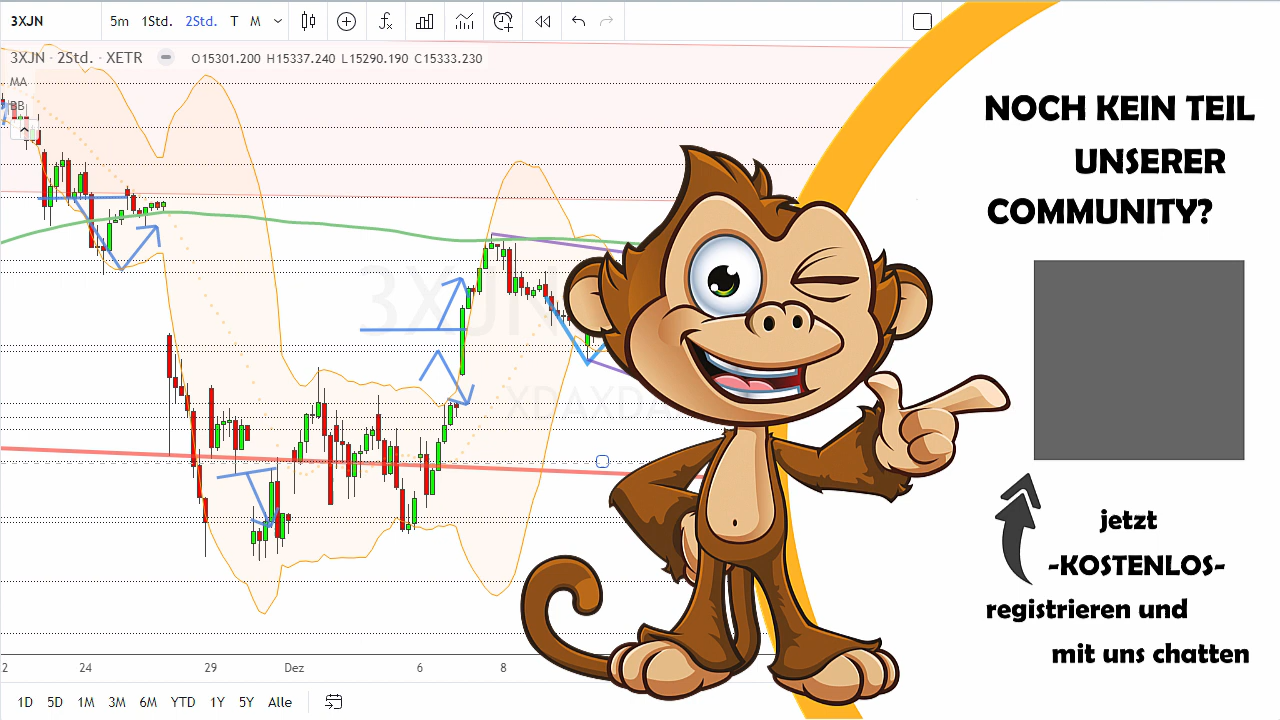 3XJN 5m 1Std. 2Std. T M
3XJN · 2Std. · XETR O15301.200 H15337.240 L15290.190 C15333.230
MA
BB
3XJN
NOCH KEIN TEIL
UNSERER
COMMUNITY?
jetzt
-KOSTENLOS-
registrieren und
mit uns chatten
2 24 29 Dez 6 8
1D 5D 1M 3M 6M YTD 1Y 5Y Alle